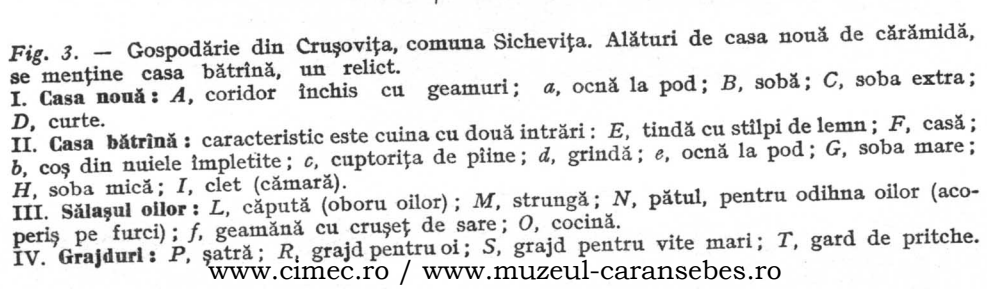 Fig. 3. — Gospodărie din Crușovița, comuna Sichevița. Alături de casa nouă de cărămidă,
se menține casa bătrînă, un relict.
I. Casa nouă: A, coridor închis cu geamuri; a, ocnă la pod; B, sobă; C, soba extra;
D, curte.
II. Casa bătrînă: caracteristic este cuina cu două intrări: E, tindă cu stîlpi de lemn; F, casă;
b, coș din nuiele împletite; c, cuptorița de pîine; d, grindă; e, ocnă la pod; G, soba mare;
H, soba mică; I, clet (cămară).
III. Sălașul oilor: L, căpută (oboru oilor); M, strungă; N, pătul, pentru odihna oilor (aco-
periș pe furci); f, geamănă cu crușeț de sare; O, cocină.
IV. Grajduri: P, șatră; R, grajd pentru oi; S, grajd pentru vite mari; T, gard de pritche.
www.cimec.ro / www.muzeul-caransebes.ro